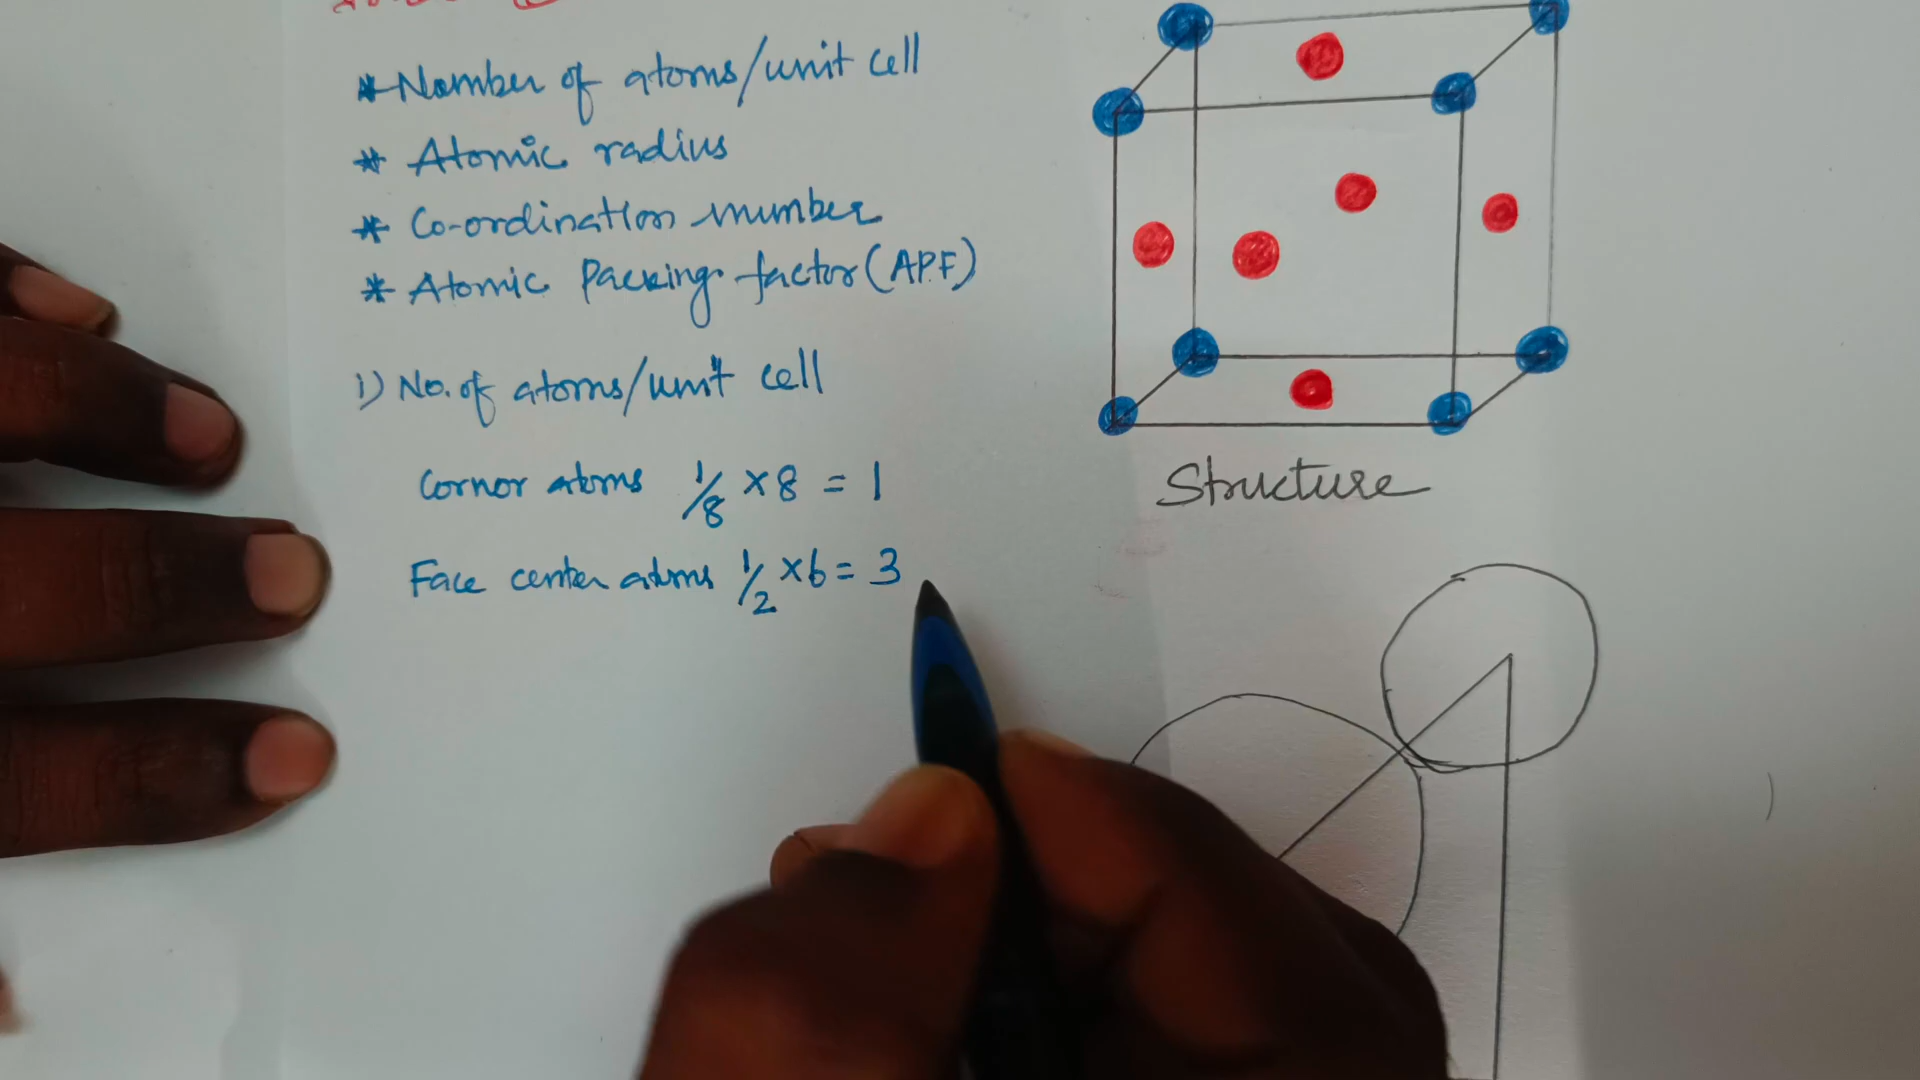 * Number of atoms/unit cell
* Atomic radius
* Co-ordination number
* Atomic Packing factor (APF)
1) No. of atoms/unit cell
Cornor atoms 1/8 × 8 = 1
Face center atoms 1/2 × 6 = 3
Structure